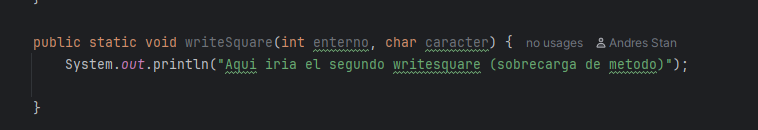 }
public static void writeSquare(int enterno, char caracter) { no usages Andres Stan
System.out.println("Aqui iria el segundo writesquare (sobrecarga de metodo)");
}